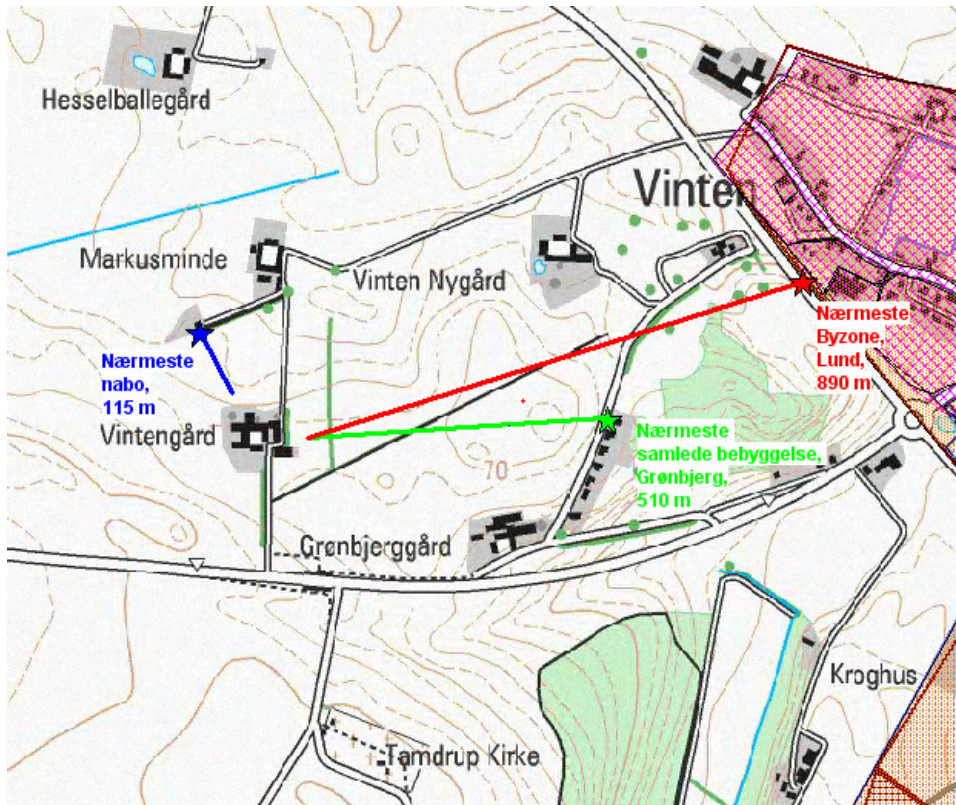 Hesselballegård
Vinten
Markusminde
Vinten Nygård
Nærmeste
Byzone,
Lund,
890 m
Nærmeste
nabo,
115 m
Vintengård
Nærmeste
samlede bebyggelse,
Grønbjerg,
510 m
70
Grønbjerggård
Kroghus
Tamdrup Kirke